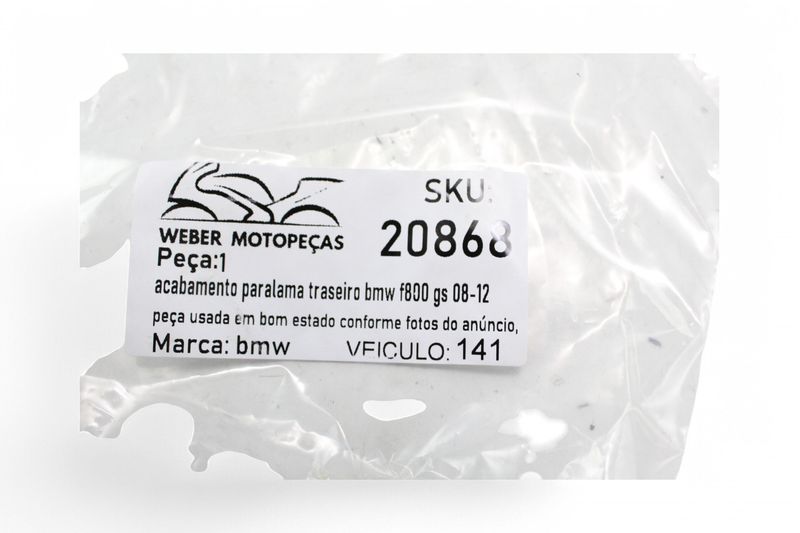 SKU:
20868
WEBER MOTOPEÇAS
Peça:1
acabamento paralama traseiro bmw f800 gs 08-12
peça usada em bom estado conforme fotos do anúncio,
Marca: bmw VEICULO: 141